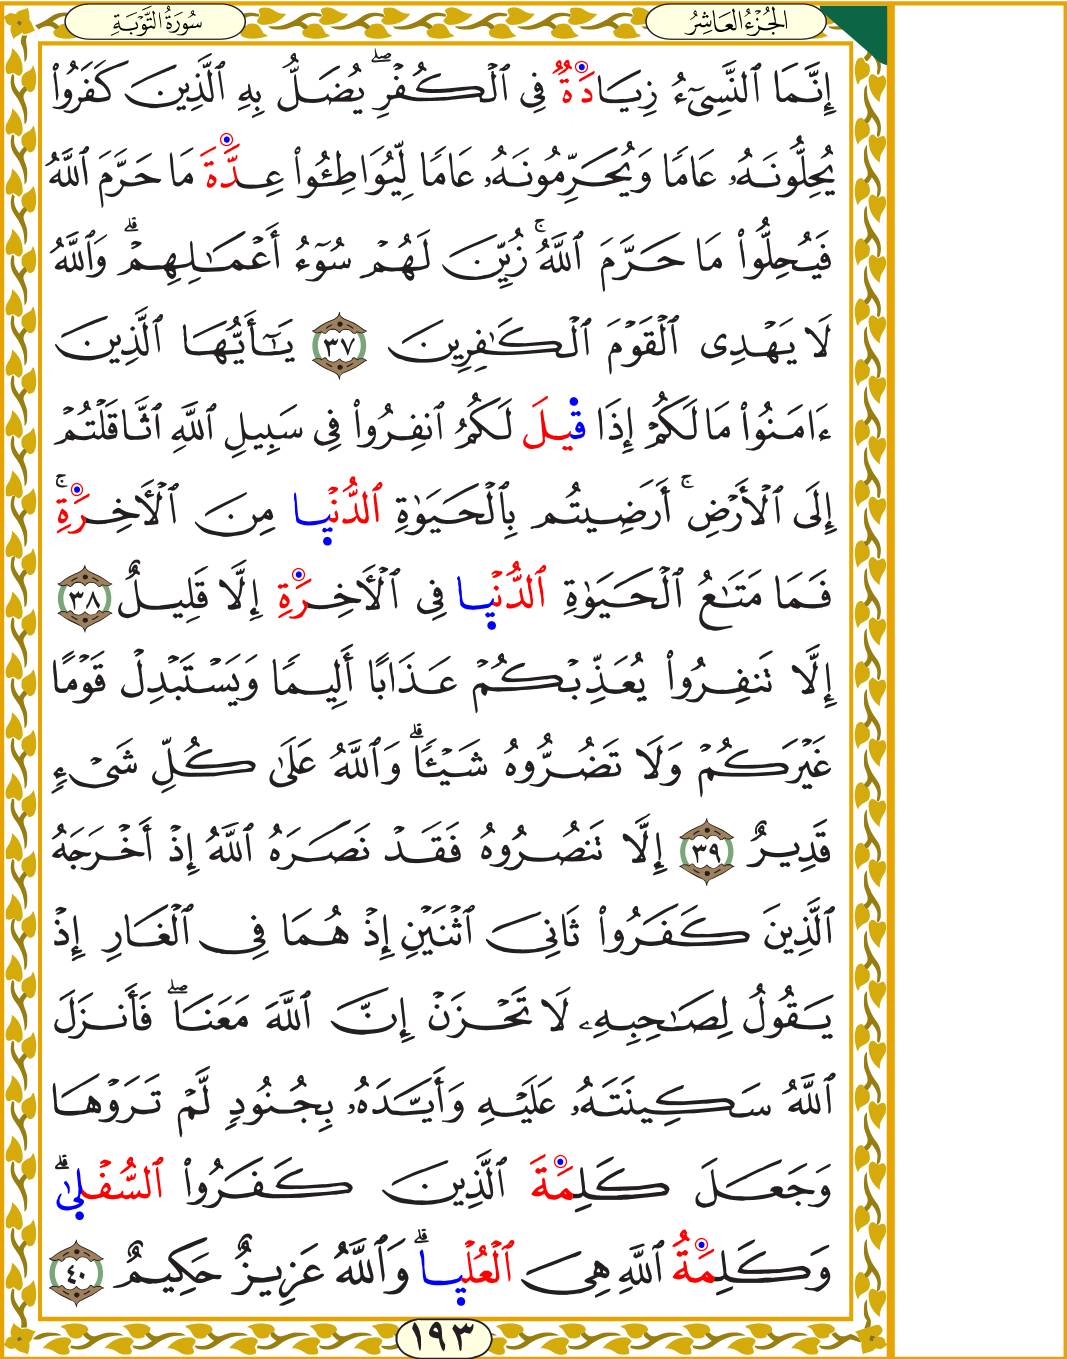 الجُزْءُ العَاشِرُ
سُورَةُ التَّوْبَةِ
إِنَّمَا ٱلنَّسِىٓءُ زِيَادَةٌ فِى ٱلْكُفْرِ ۖ يُضَلُّ بِهِ ٱلَّذِينَ كَفَرُوا۟
يُحِلُّونَهُۥ عَامًا وَيُحَرِّمُونَهُۥ عَامًا لِّيُوَاطِـُٔوا۟ عِدَّةَ مَا حَرَّمَ ٱللَّهُ
فَيُحِلُّوا۟ مَا حَرَّمَ ٱللَّهُ ۚ زُيِّنَ لَهُمْ سُوٓءُ أَعْمَـٰلِهِمْ ۗ وَٱللَّهُ
لَا يَهْدِى ٱلْقَوْمَ ٱلْكَـٰفِرِينَ ٣٧ يَـٰٓأَيُّهَا ٱلَّذِينَ
ءَامَنُوا۟ مَا لَكُمْ إِذَا قِيلَ لَكُمُ ٱنفِرُوا۟ فِى سَبِيلِ ٱللَّهِ ٱثَّاقَلْتُمْ
إِلَى ٱلْأَرْضِ ۚ أَرَضِيتُم بِٱلْحَيَوٰةِ ٱلدُّنْيَا مِنَ ٱلْـَٔاخِرَةِ ۚ
فَمَا مَتَـٰعُ ٱلْحَيَوٰةِ ٱلدُّنْيَا فِى ٱلْـَٔاخِرَةِ إِلَّا قَلِيلٌ ٣٨
إِلَّا تَنفِرُوا۟ يُعَذِّبْكُمْ عَذَابًا أَلِيمًا وَيَسْتَبْدِلْ قَوْمًا
غَيْرَكُمْ وَلَا تَضُرُّوهُ شَيْـًٔا ۗ وَٱللَّهُ عَلَىٰ كُلِّ شَىْءٍ
قَدِيرٌ ٣٩ إِلَّا تَنصُرُوهُ فَقَدْ نَصَرَهُ ٱللَّهُ إِذْ أَخْرَجَهُ
ٱلَّذِينَ كَفَرُوا۟ ثَانِىَ ٱثْنَيْنِ إِذْ هُمَا فِى ٱلْغَارِ إِذْ
يَقُولُ لِصَـٰحِبِهِۦ لَا تَحْزَنْ إِنَّ ٱللَّهَ مَعَنَا ۖ فَأَنزَلَ
ٱللَّهُ سَكِينَتَهُۥ عَلَيْهِ وَأَيَّدَهُۥ بِجُنُودٍ لَّمْ تَرَوْهَا
وَجَعَلَ كَلِمَةَ ٱلَّذِينَ كَفَرُوا۟ ٱلسُّفْلَىٰ ۗ
وَكَلِمَةُ ٱللَّهِ هِىَ ٱلْعُلْيَا ۗ وَٱللَّهُ عَزِيزٌ حَكِيمٌ ٤٠
١٩٣